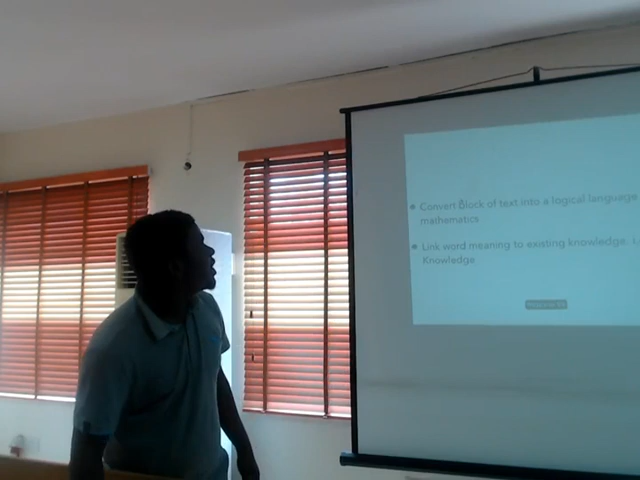 Convert block of text into a logical language
mathematics
Link word meaning to existing knowledge.
Knowledge